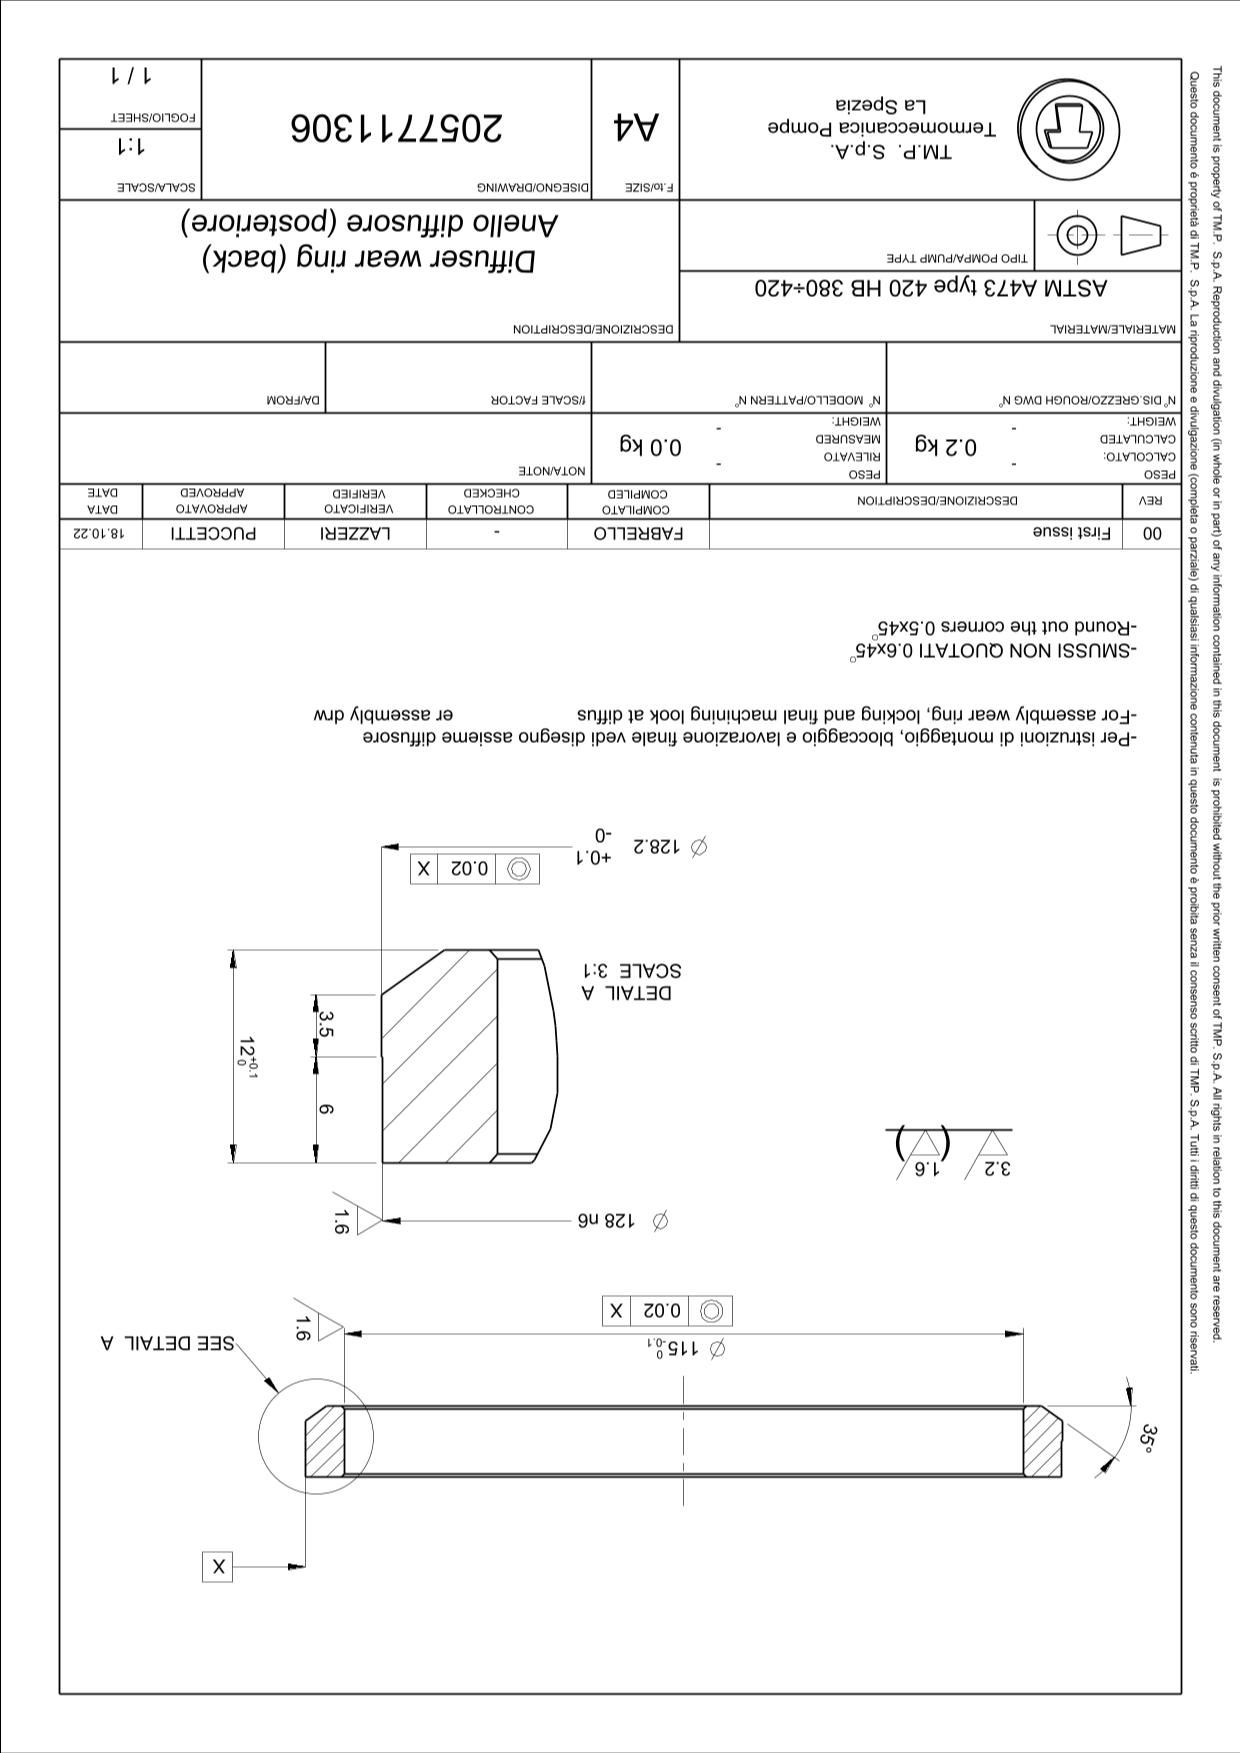 X
SEE DETAIL A
35°
Ø 115 0 -0.1
1.6
◎ 0.02 X
Ø 128 n6
1.6
3.2 ( 1.6 )
6
3.5
12 +0.1 0
DETAIL A
SCALE 3:1
◎ 0.02 X
Ø 128.2 +0.1 -0
-Per istruzioni di montaggio, bloccaggio e lavorazione finale vedi disegno assieme diffusore
-For assembly wear ring, locking and final machining look at diffus er assembly drw
-SMUSSI NON QUOTATI 0.6x45°
-Round out the corners 0.5x45°
00 First issue FABRELLO - LAZZERI PUCCETTI 18.10.22
REV DESCRIZIONE/DESCRIPTION COMPILATO CONTROLLATO VERIFICATO APPROVATO DATA
COMPILED CHECKED VERIFIED APPROVED DATE
PESO
CALCOLATO: -
CALCULATED 0.2 kg
WEIGHT: -
PESO
RILEVATO -
MEASURED 0.0 kg
WEIGHT: -
NOTA/NOTE
N° DIS.GREZZO/ROUGH DWG N°
N° MODELLO/PATTERN N°
f/SCALE FACTOR
DA/FROM
MATERIALE/MATERIAL
ASTM A473 type 420 HB 380÷420
DESCRIZIONE/DESCRIPTION
Diffuser wear ring (back)
Anello diffusore (posteriore)
TIPO POMPA/PUMP TYPE
TM.P. S.p.A.
Termomeccanica Pompe
La Spezia
F.to/SIZE
A4
DISEGNO/DRAWING
2057711306
SCALA/SCALE
1:1
FOGLIO/SHEET
1 / 1
Questo documento é proprietà di TM.P. S.p.A. La riproduzione e divulgazione (completa o parziale) di qualsiasi informazione contenuta in questo documento è proibita senza il consenso scritto di TMP. S.p.A. Tutti i diritti di questo documento sono riservati.
This document is property of TM.P. S.p.A. Reproduction and divulgation (in whole or in part) of any information contained in this document is prohibited without the prior written consent of TMP. S.p.A. All rights in relation to this document are reserved.